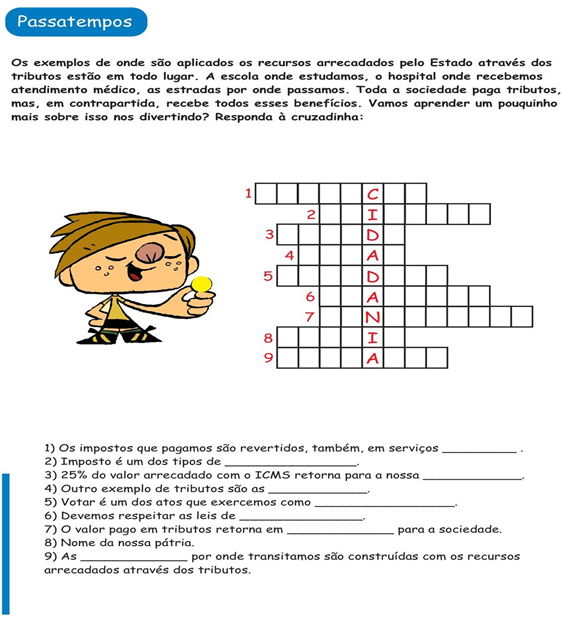 Passatempos
Os exemplos de onde são aplicados os recursos arrecadados pelo Estado através dos
tributos estão em todo lugar. A escola onde estudamos, o hospital onde recebemos
atendimento médico, as estradas por onde passamos. Toda a sociedade paga tributos,
mas, em contrapartida, recebe todos esses benefícios. Vamos aprender um pouquinho
mais sobre isso nos divertindo? Responda à cruzadinha:
1 C
2 I
3 D
4 A
5 D
6 A
7 N
8 I
9 A
1) Os impostos que pagamos são revertidos, também, em serviços _________ .
2) Imposto é um dos tipos de ________________.
3) 25% do valor arrecadado com o ICMS retorna para a nossa ____________.
4) Outro exemplo de tributos são as ____________.
5) Votar é um dos atos que exercemos como _________________.
6) Devemos respeitar as leis de _______________.
7) O valor pago em tributos retorna em _____________ para a sociedade.
8) Nome da nossa pátria.
9) As _____________ por onde transitamos são construídas com os recursos
arrecadados através dos tributos.